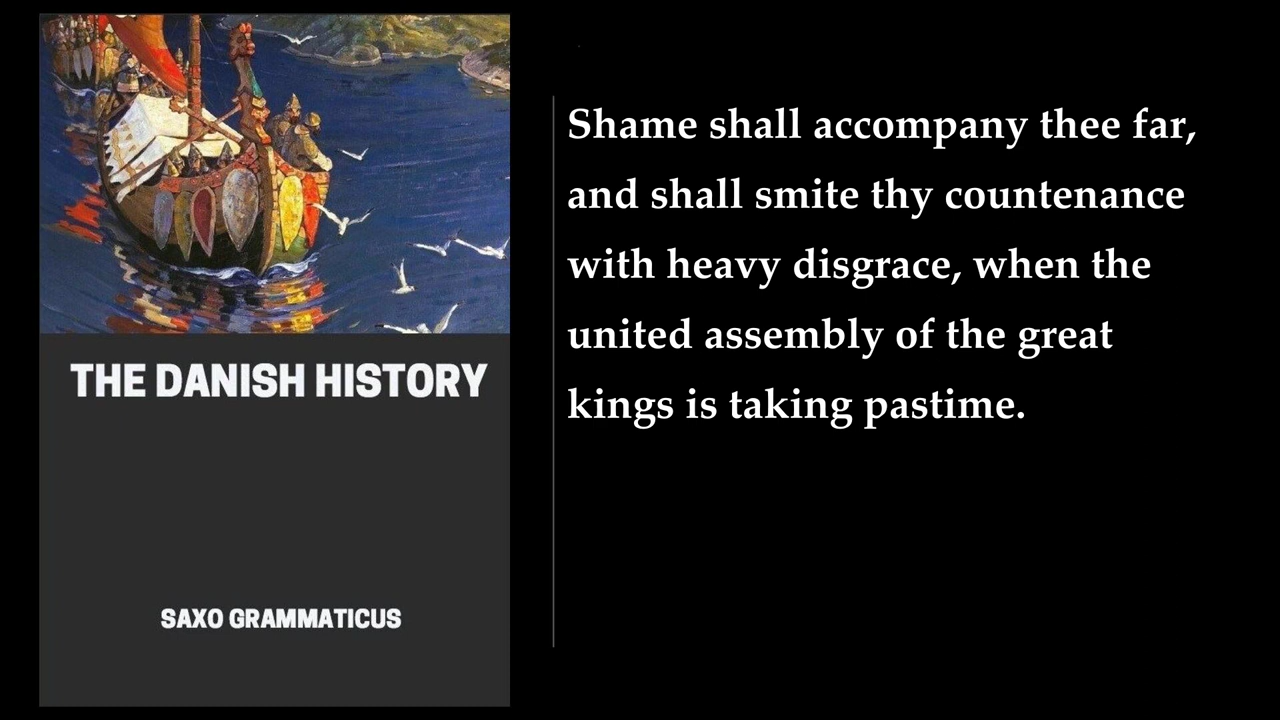 THE DANISH HISTORY
SAXO GRAMMATICUS
Shame shall accompany thee far,
and shall smite thy countenance
with heavy disgrace, when the
united assembly of the great
kings is taking pastime.